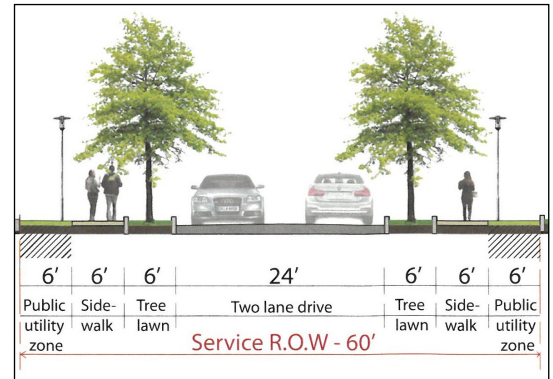 6’ 6’ 6’ 24’ 6’ 6’ 6’
Public utility zone
Side-walk
Tree lawn
Two lane drive
Tree lawn
Side-walk
Public utility zone
Service R.O.W - 60’